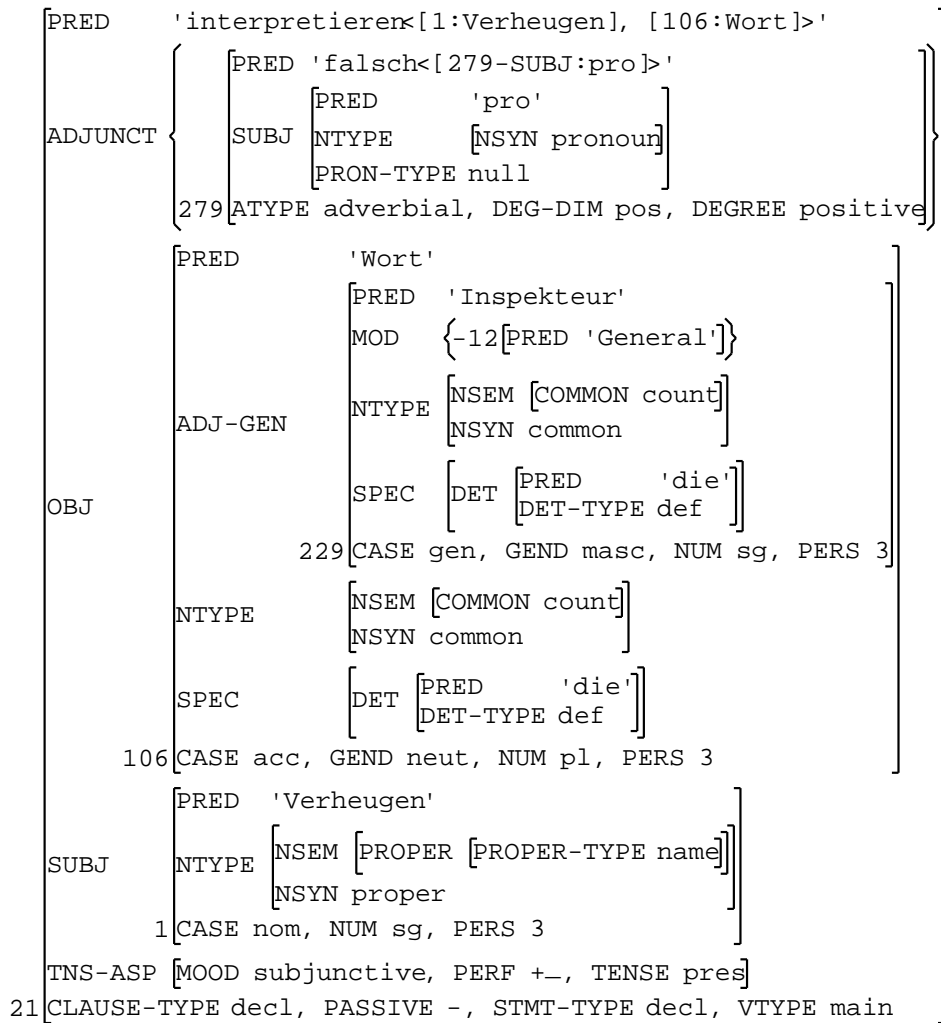 PRED 'interpretieren<[1:Verheugen], [106:Wort]>'
PRED 'falsch<[279-SUBJ:pro]>'
PRED 'pro'
ADJUNCT SUBJ NTYPE [NSYN pronoun]
PRON-TYPE null
279 ATYPE adverbial, DEG-DIM pos, DEGREE positive
PRED 'Wort'
PRED 'Inspekteur'
MOD {-12[PRED 'General']}
NSEM [COMMON count]
ADJ-GEN NTYPE
NSYN common
PRED 'die'
OBJ SPEC DET
DET-TYPE def
229 CASE gen, GEND masc, NUM sg, PERS 3
NSEM [COMMON count]
NTYPE
NSYN common
PRED 'die'
SPEC DET
DET-TYPE def
106 CASE acc, GEND neut, NUM pl, PERS 3
PRED 'Verheugen'
NSEM [PROPER [PROPER-TYPE name]]
SUBJ NTYPE
NSYN proper
1 CASE nom, NUM sg, PERS 3
TNS-ASP [MOOD subjunctive, PERF +_, TENSE pres]
21 CLAUSE-TYPE decl, PASSIVE -, STMT-TYPE decl, VTYPE main